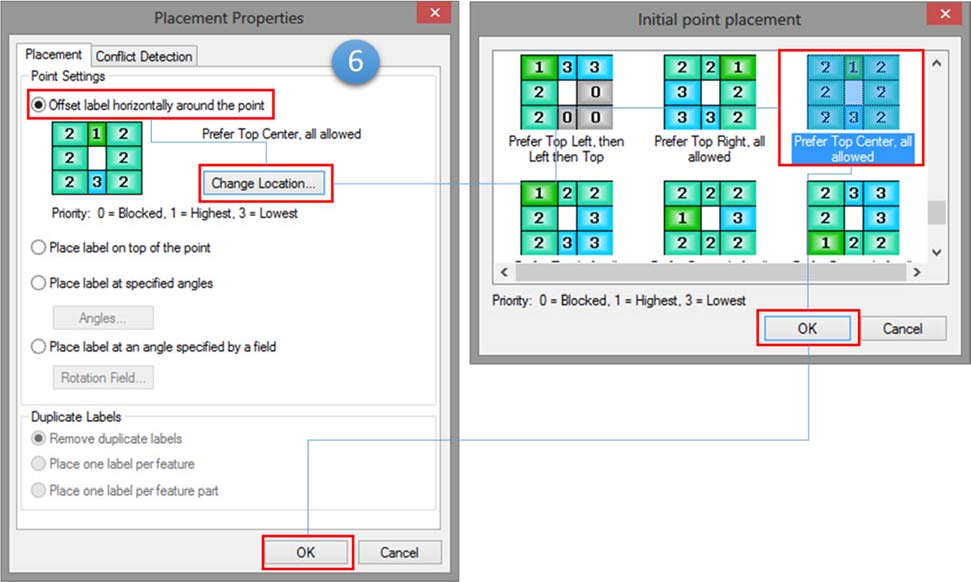 Placement Properties
6
Placement
Conflict Detection
Point Settings
Offset label horizontally around the point
2 1 2
2 2
2 3 2
Prefer Top Center, all allowed
Change Location...
Priority: 0 = Blocked, 1 = Highest, 3 = Lowest
Place label on top of the point
Place label at specified angles
Angles...
Place label at an angle specified by a field
Rotation Field...
Duplicate Labels
Remove duplicate labels
Place one label per feature
Place one label per feature part
OK
Cancel
Initial point placement
1 3 3
2 0
2 0 0
Prefer Top Left, then
Left then Top
2 2 1
3 2
3 3 2
Prefer Top Right, all
allowed
2 1 2
2 2
2 3 2
Prefer Top Center, all
allowed
1 2 2
2 3
2 3 3
2 2 2
1 3
2 2 2
2 3 3
2 3
1 2 2
Priority: 0 = Blocked, 1 = Highest, 3 = Lowest
OK
Cancel